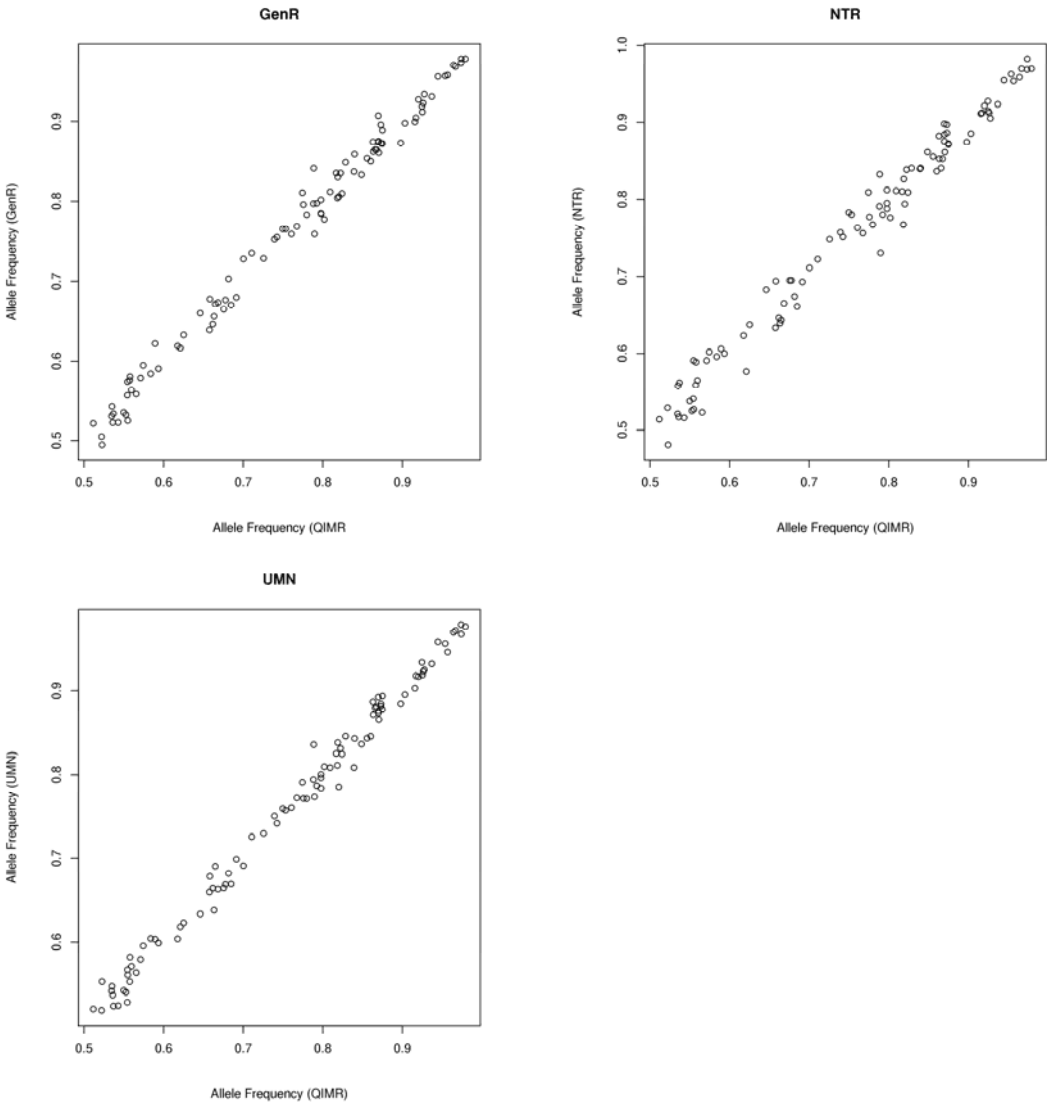 GenR
Allele Frequency (GenR)
0.5 0.6 0.7 0.8 0.9
0.5 0.6 0.7 0.8 0.9
Allele Frequency (QIMR
NTR
Allele Frequency (NTR)
0.5 0.6 0.7 0.8 0.9 1.0
0.5 0.6 0.7 0.8 0.9
Allele Frequency (QIMR)
UMN
Allele Frequency (UMN)
0.6 0.7 0.8 0.9
0.5 0.6 0.7 0.8 0.9
Allele Frequency (QIMR)